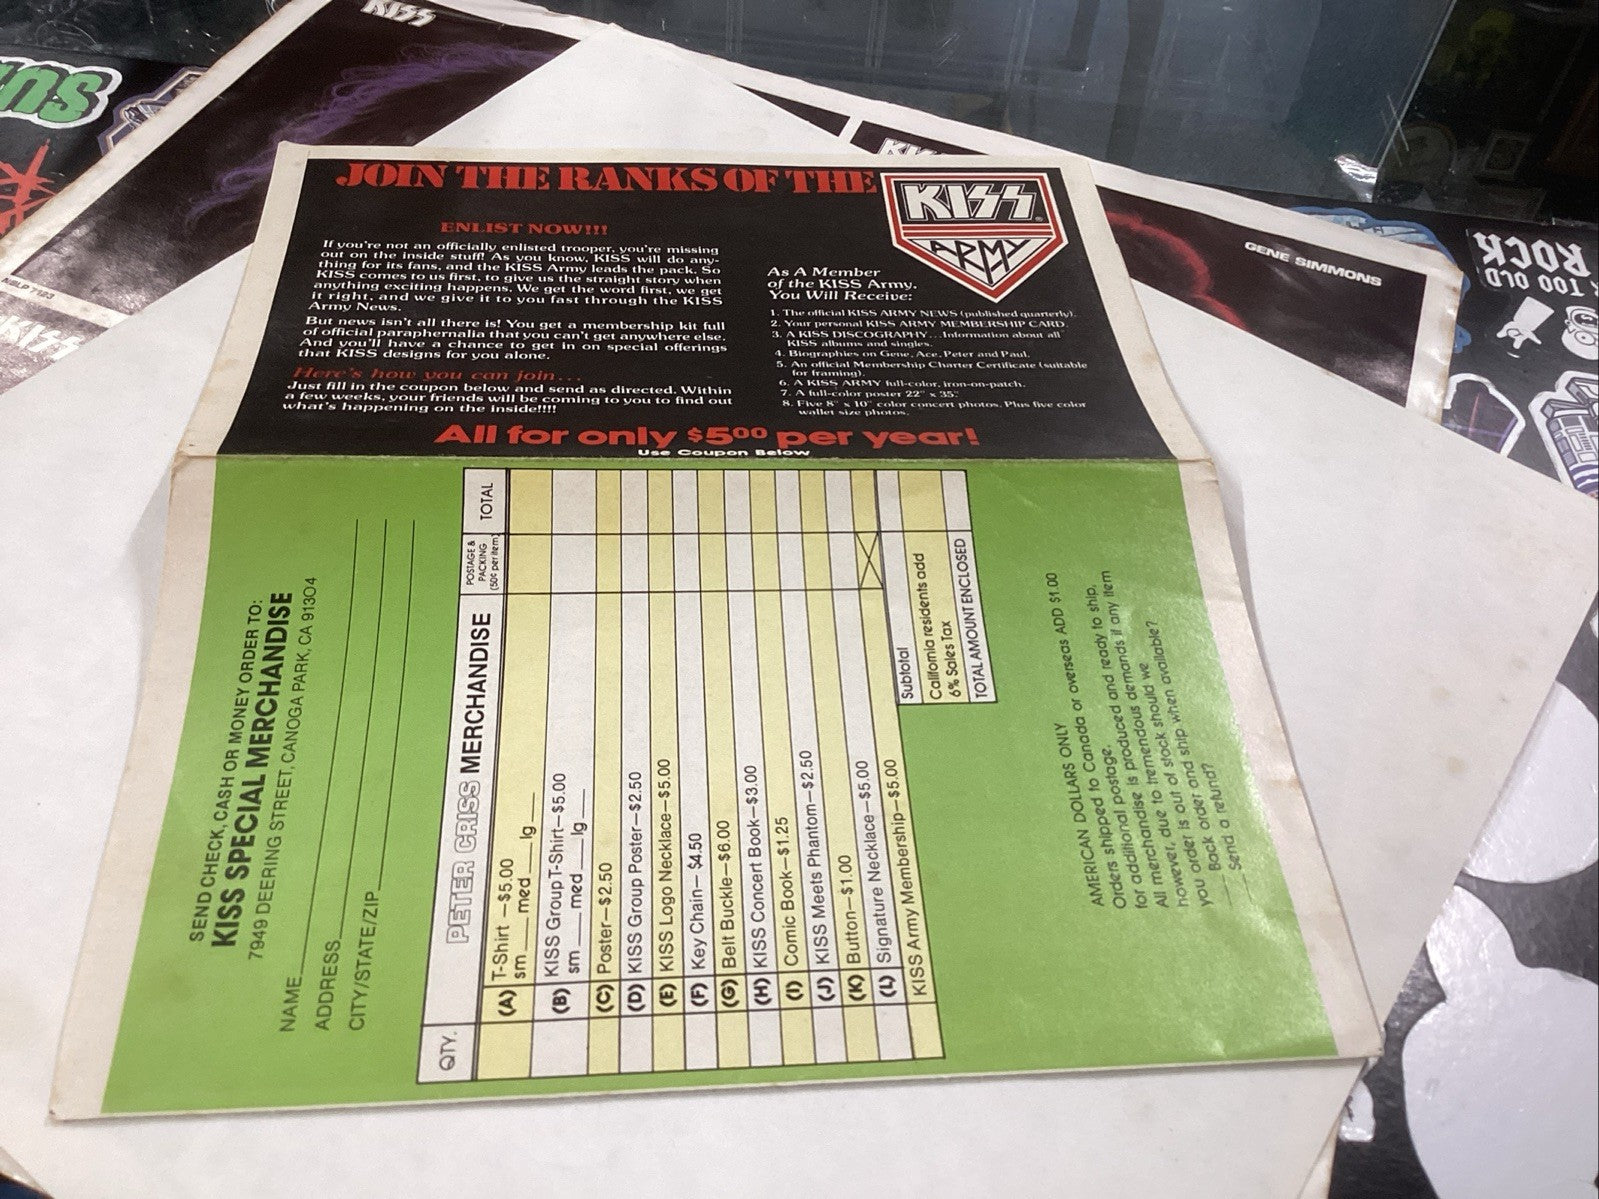 KISS
JOIN THE RANKS OF THE
KISS
ARMY
ENLIST NOW!!!
If you're not an officially enlisted trooper, you're missing
out on the inside stuff! As you know, KISS will do any-
thing for its fans, and the KISS Army leads the pack. So
KISS comes to us first, to give us the straight story when
anything exciting happens. We get the word first, we get
it right, and we give it to you fast through the KISS
Army News.
But news isn't all there is! You get a membership kit full
of official paraphernalia that you can't get anywhere else.
And you'll have a chance to get in on special offerings
that KISS designs for you alone.
Here's how you can join...
Just fill in the coupon below and send as directed. Within
a few weeks, your friends will be coming to you to find out
what's happening on the inside!!!!
As A Member
of the KISS Army,
You Will Receive:
1. The official KISS ARMY NEWS (published quarterly).
2. Your personal KISS ARMY MEMBERSHIP CARD.
3. A KISS DISCOGRAPHY...Information about all
KISS albums and singles.
4. Biographies on Gene, Ace, Peter and Paul.
5. An official Membership Charter Certificate (suitable
for framing).
6. A KISS ARMY full-color, iron-on-patch.
7. A full-color poster 22" x 35".
8. Five 8" x 10" color concert photos. Plus five color
wallet size photos.
All for only $5.00 per year!
Use Coupon Below
SEND CHECK, CASH OR MONEY ORDER TO:
KISS SPECIAL MERCHANDISE
7949 DEERING STREET, CANOGA PARK, CA 91304
NAME
ADDRESS
CITY/STATE/ZIP
QTY.
PETER CRISS MERCHANDISE
POSTAGE &
PACKING
(50¢ per item)
TOTAL
(A) T-Shirt—$5.00
sm ___ med ___ lg ___
(B) KISS Group T-Shirt—$5.00
sm ___ med ___ lg ___
(C) Poster—$2.50
(D) KISS Group Poster—$2.50
(E) KISS Logo Necklace—$5.00
(F) Key Chain—$4.50
(G) Belt Buckle—$6.00
(H) KISS Concert Book—$3.00
(I) Comic Book—$1.25
(J) KISS Meets Phantom—$2.50
(K) Button—$1.00
(L) Signature Necklace—$5.00
KISS Army Membership—$5.00
Subtotal
California residents add
6% Sales Tax
TOTAL AMOUNT ENCLOSED
AMERICAN DOLLARS ONLY
Orders shipped to Canada or overseas ADD $1.00
for additional postage.
All merchandise is produced and ready to ship,
however, due to tremendous demands if any item
you order is out of stock should we
___ Back order and ship when available?
___ Send a refund?
GENE SIMMONS
KISS
TOO OLD
ROCK